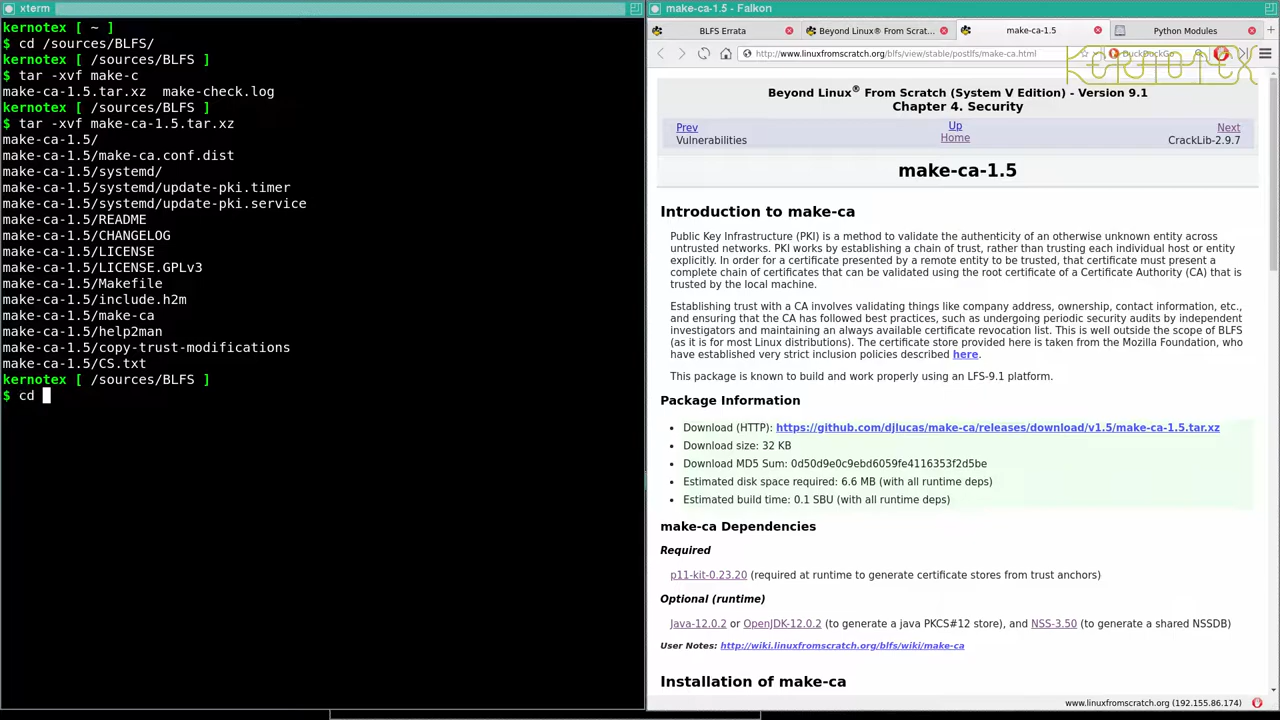 xterm
kernotex [ ~ ]
$ cd /sources/BLFS/
kernotex [ /sources/BLFS ]
$ tar -xvf make-c
make-ca-1.5.tar.xz  make-check.log
kernotex [ /sources/BLFS ]
$ tar -xvf make-ca-1.5.tar.xz
make-ca-1.5/
make-ca-1.5/make-ca.conf.dist
make-ca-1.5/systemd/
make-ca-1.5/systemd/update-pki.timer
make-ca-1.5/systemd/update-pki.service
make-ca-1.5/README
make-ca-1.5/CHANGELOG
make-ca-1.5/LICENSE
make-ca-1.5/LICENSE.GPLv3
make-ca-1.5/Makefile
make-ca-1.5/include.h2m
make-ca-1.5/make-ca
make-ca-1.5/help2man
make-ca-1.5/copy-trust-modifications
make-ca-1.5/CS.txt
kernotex [ /sources/BLFS ]
$ cd
make-ca-1.5 - Falkon
BLFS Errata
Beyond Linux® From Scrat...
make-ca-1.5
Python Modules
http://www.linuxfromscratch.org/blfs/view/stable/postlfs/make-ca.html
DuckDuckGo
kernotex
Beyond Linux® From Scratch (System V Edition) - Version 9.1
Chapter 4. Security
Prev Up Next
Vulnerabilities Home CrackLib-2.9.7
make-ca-1.5
Introduction to make-ca
Public Key Infrastructure (PKI) is a method to validate the authenticity of an otherwise unknown entity across
untrusted networks. PKI works by establishing a chain of trust, rather than trusting each individual host or entity
explicitly. In order for a certificate presented by a remote entity to be trusted, that certificate must present a
complete chain of certificates that can be validated using the root certificate of a Certificate Authority (CA) that is
trusted by the local machine.
Establishing trust with a CA involves validating things like company address, ownership, contact information, etc.,
and ensuring that the CA has followed best practices, such as undergoing periodic security audits by independent
investigators and maintaining an always available certificate revocation list. This is well outside the scope of BLFS
(as it is for most Linux distributions). The certificate store provided here is taken from the Mozilla Foundation, who
have established very strict inclusion policies described here.
This package is known to build and work properly using an LFS-9.1 platform.
Package Information
• Download (HTTP): https://github.com/djlucas/make-ca/releases/download/v1.5/make-ca-1.5.tar.xz
• Download size: 32 KB
• Download MD5 Sum: 0d50d9e0c9ebd6059fe4116353f2d5be
• Estimated disk space required: 6.6 MB (with all runtime deps)
• Estimated build time: 0.1 SBU (with all runtime deps)
make-ca Dependencies
Required
p11-kit-0.23.20 (required at runtime to generate certificate stores from trust anchors)
Optional (runtime)
Java-12.0.2 or OpenJDK-12.0.2 (to generate a java PKCS#12 store), and NSS-3.50 (to generate a shared NSSDB)
User Notes: http://wiki.linuxfromscratch.org/blfs/wiki/make-ca
Installation of make-ca
www.linuxfromscratch.org (192.155.86.174)